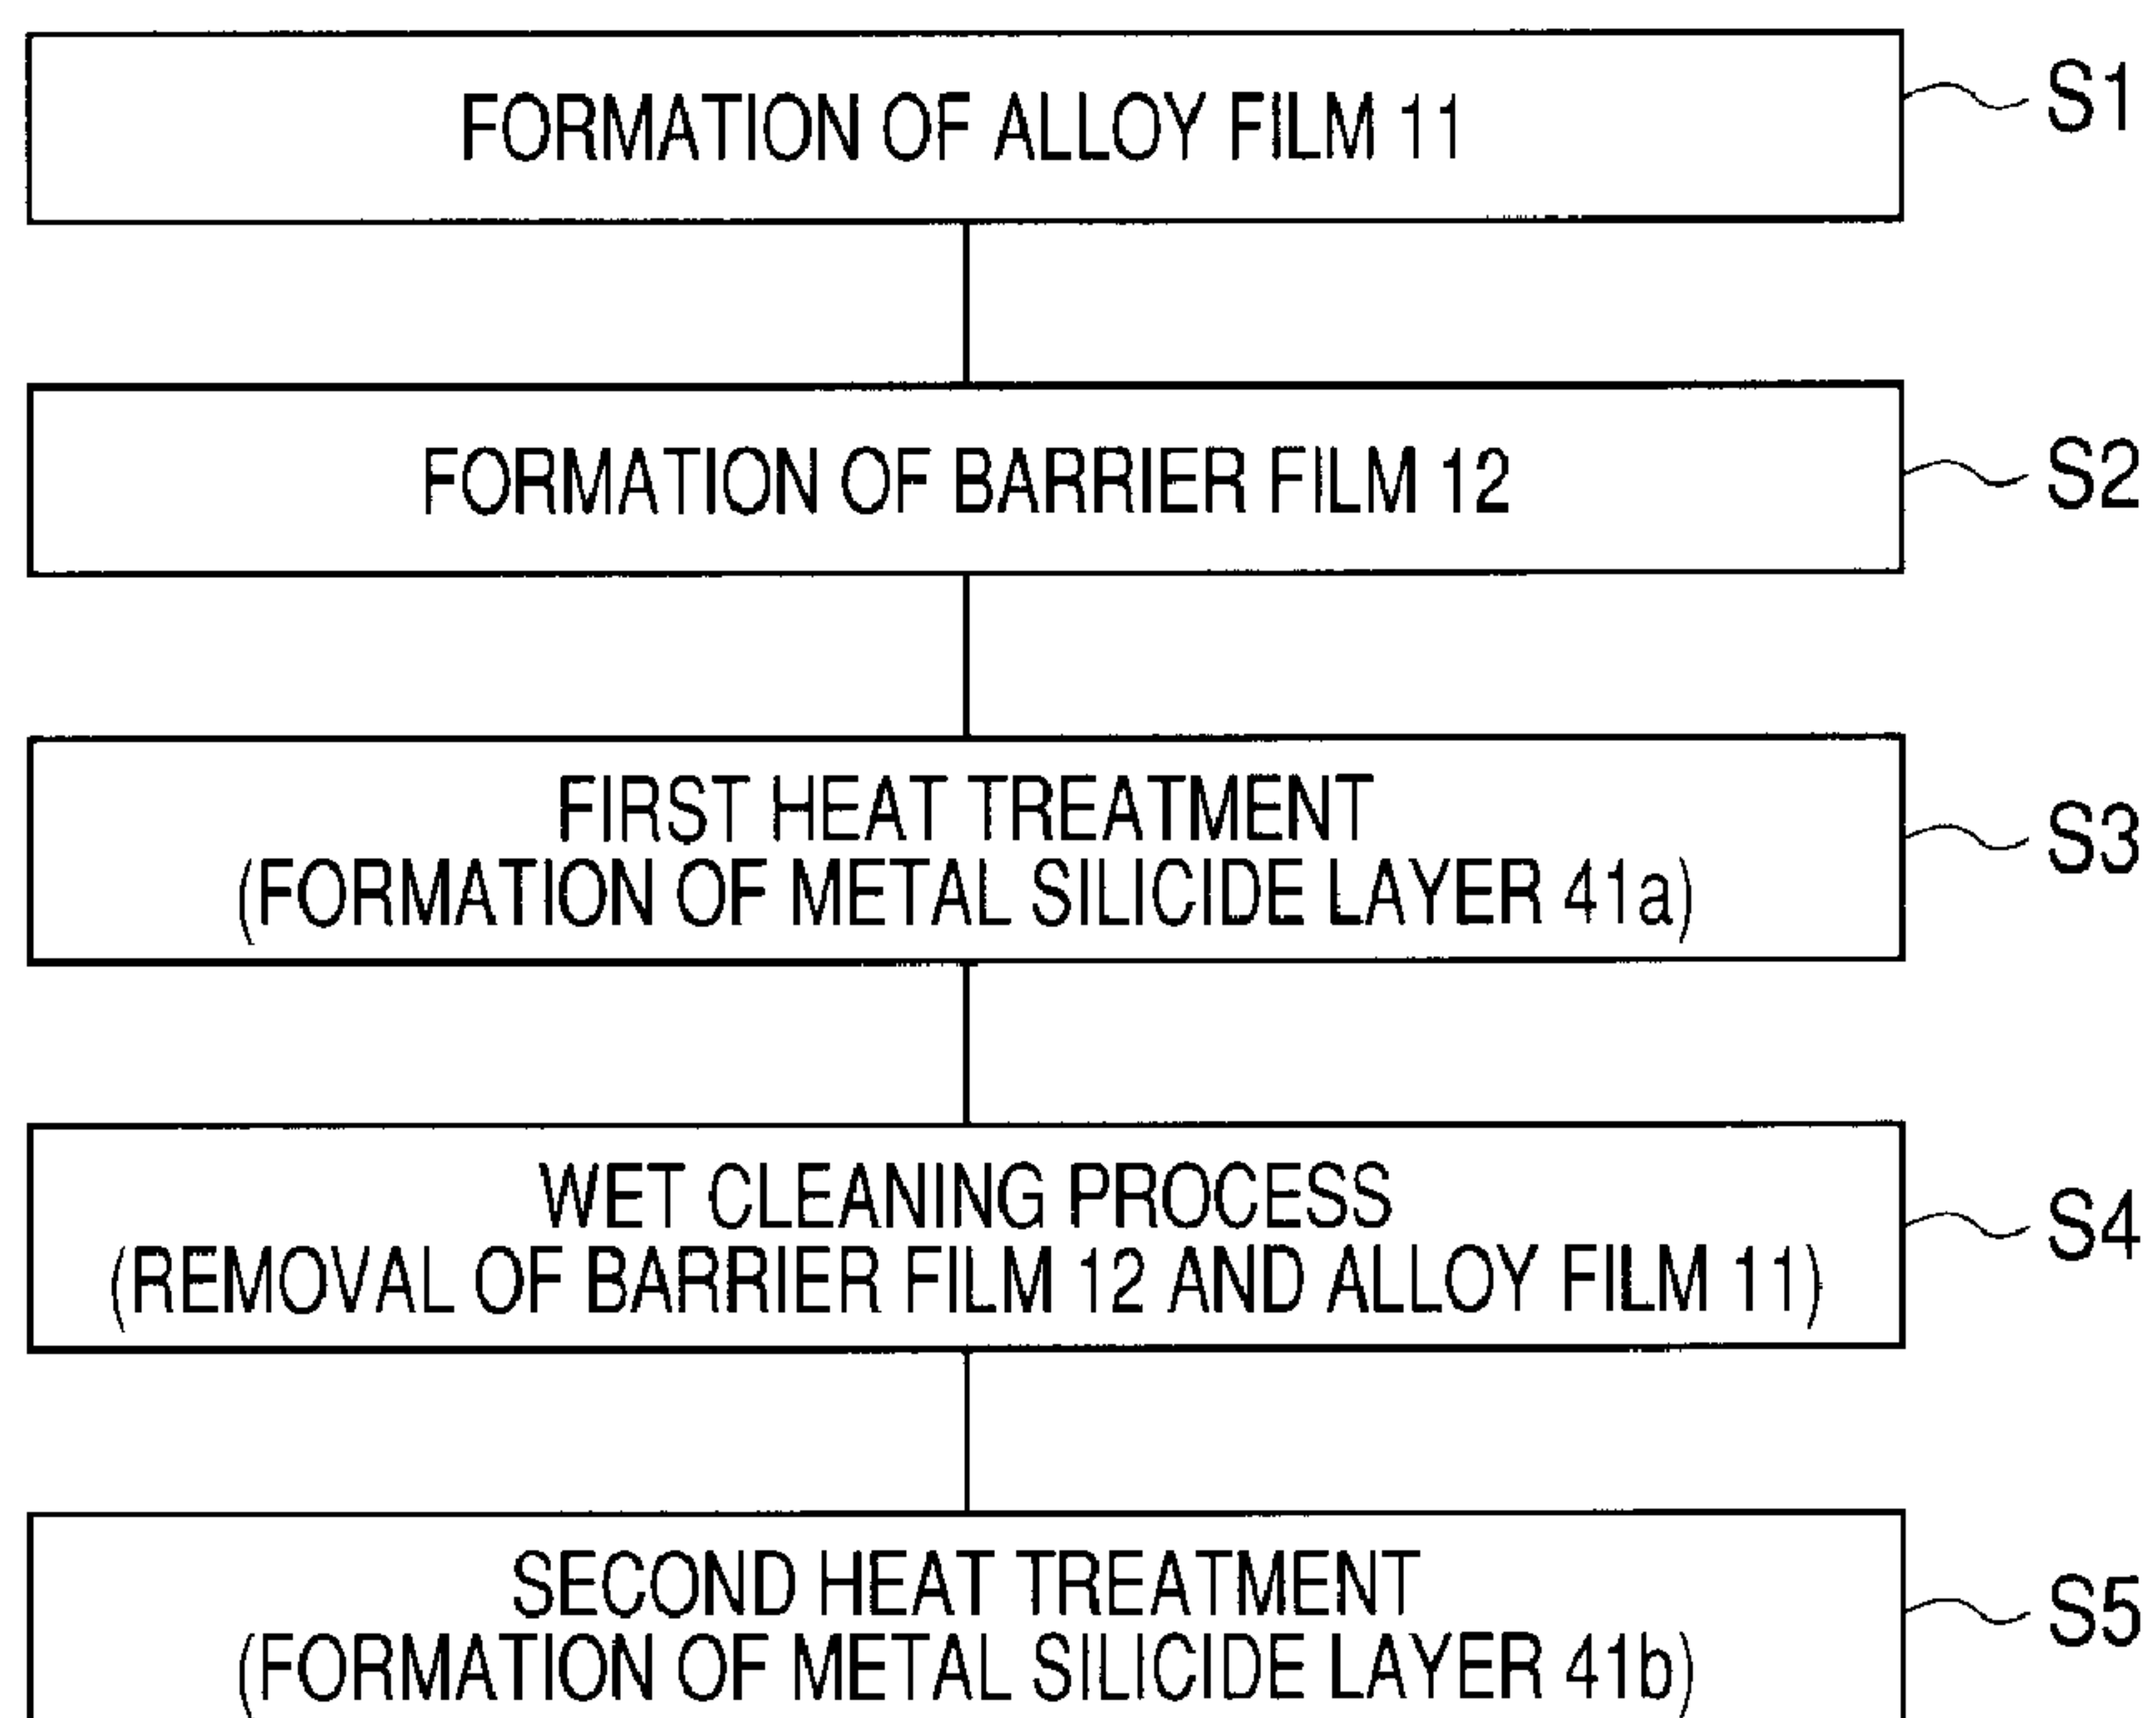 FORMATION OF ALLOY FILM 11
S1
FORMATION OF BARRIER FILM 12
S2
FIRST HEAT TREATMENT
(FORMATION OF METAL SILICIDE LAYER 41a)
S3
WET CLEANING PROCESS
(REMOVAL OF BARRIER FILM 12 AND ALLOY FILM 11)
S4
SECOND HEAT TREATMENT
(FORMATION OF METAL SILICIDE LAYER 41b)
S5